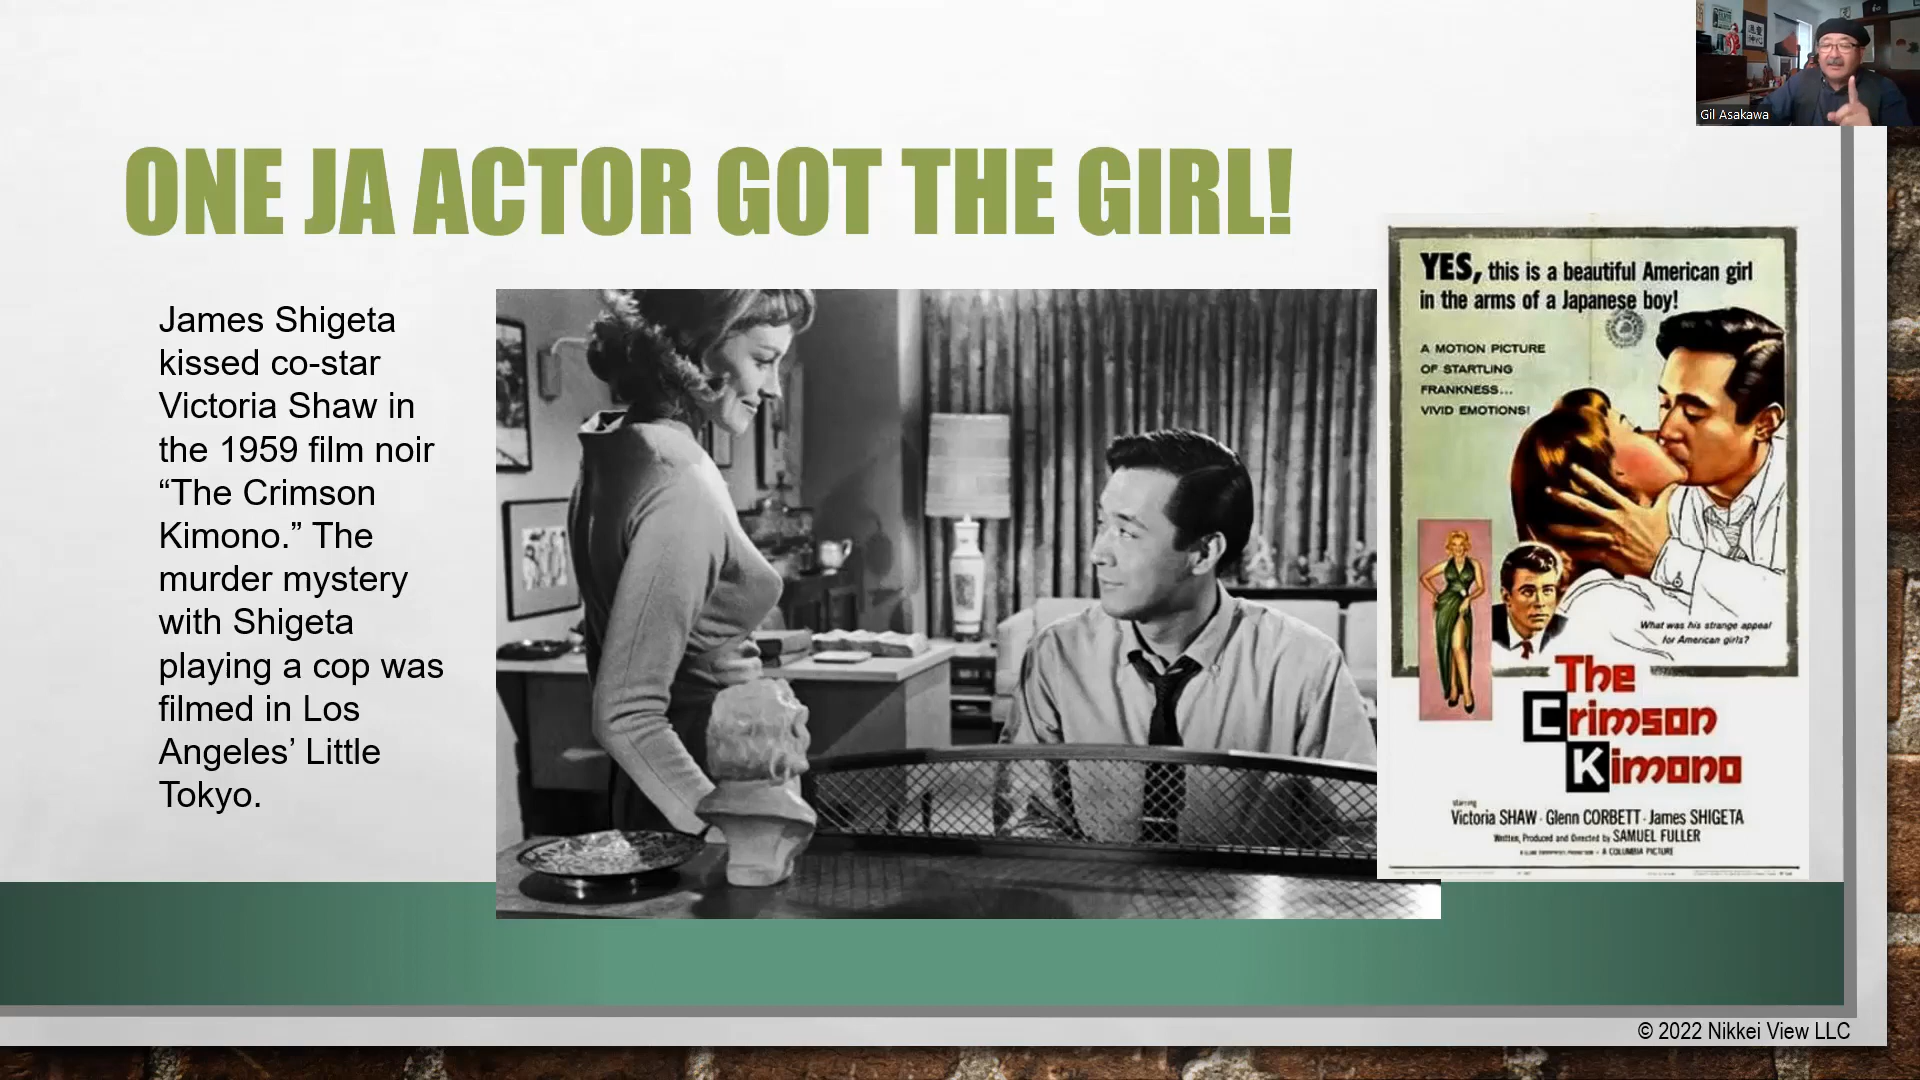 Gil Asakawa
ONE JA ACTOR GOT THE GIRL!
James Shigeta
kissed co-star
Victoria Shaw in
the 1959 film noir
“The Crimson
Kimono.” The
murder mystery
with Shigeta
playing a cop was
filmed in Los
Angeles’ Little
Tokyo.
YES, this is a beautiful American girl
in the arms of a Japanese boy!
A MOTION PICTURE
OF STARTLING
FRANKNESS...
VIVID EMOTIONS!
What was his strange appeal
for American girls?
The
Crimson
Kimono
starring
Victoria SHAW · Glenn CORBETT · James SHIGETA
Written, Produced and Directed by SAMUEL FULLER
A COLUMBIA PICTURE
© 2022 Nikkei View LLC